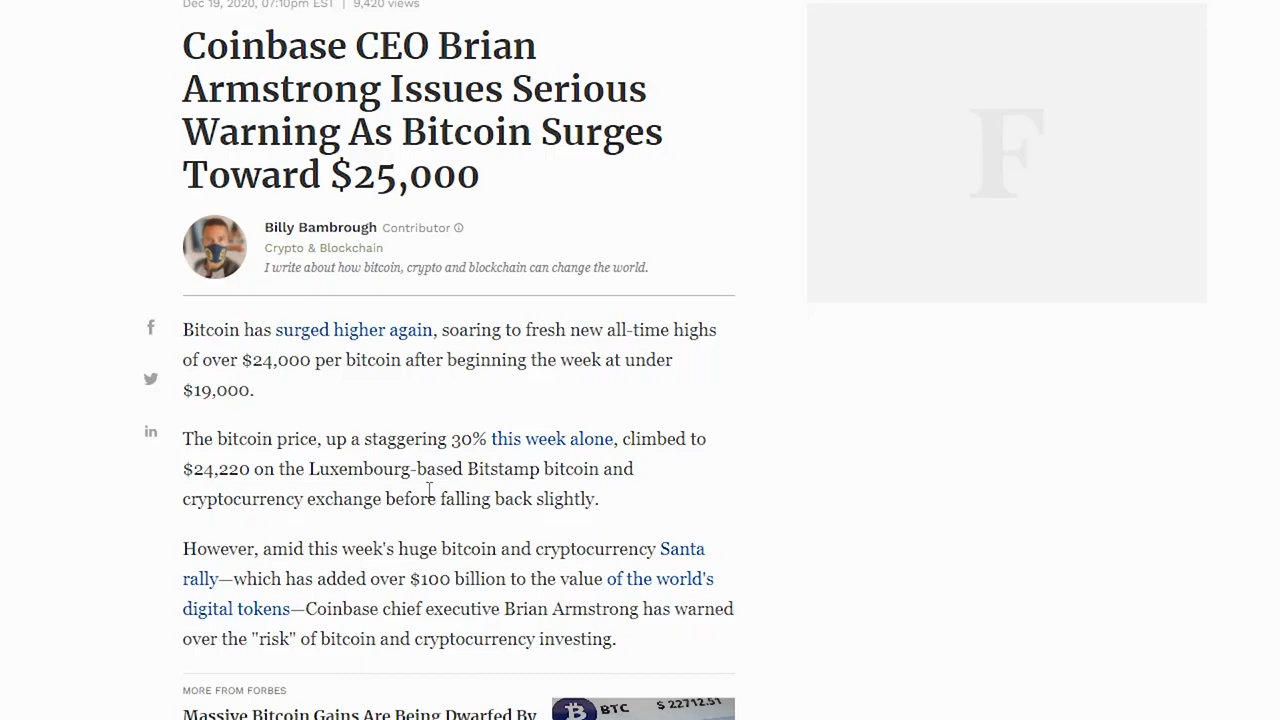 Dec 19, 2020, 07:10pm EST | 9,420 views
Coinbase CEO Brian
Armstrong Issues Serious
Warning As Bitcoin Surges
Toward $25,000
Billy Bambrough Contributor
Crypto & Blockchain
I write about how bitcoin, crypto and blockchain can change the world.
F
Bitcoin has surged higher again, soaring to fresh new all-time highs
of over $24,000 per bitcoin after beginning the week at under
$19,000.
The bitcoin price, up a staggering 30% this week alone, climbed to
$24,220 on the Luxembourg-based Bitstamp bitcoin and
cryptocurrency exchange before falling back slightly.
However, amid this week's huge bitcoin and cryptocurrency Santa
rally—which has added over $100 billion to the value of the world's
digital tokens—Coinbase chief executive Brian Armstrong has warned
over the "risk" of bitcoin and cryptocurrency investing.
MORE FROM FORBES
Massive Bitcoin Gains Are Being Dwarfed By
BTC $ 22712.51